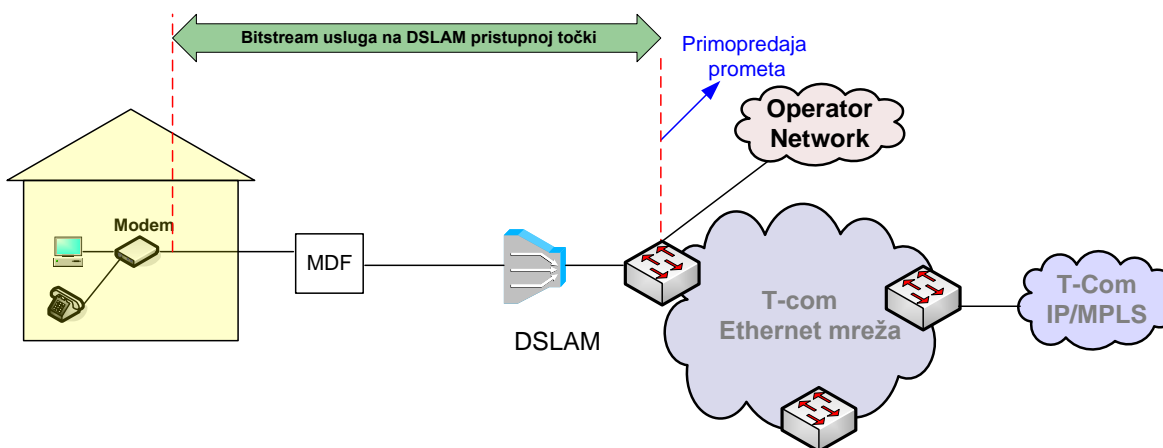 Bitstream usluga na DSLAM pristupnoj točki
Primopredaja
prometa
Operator
Network
Modem
MDF
DSLAM
T-com
Ethernet mreža
T-Com
IP/MPLS